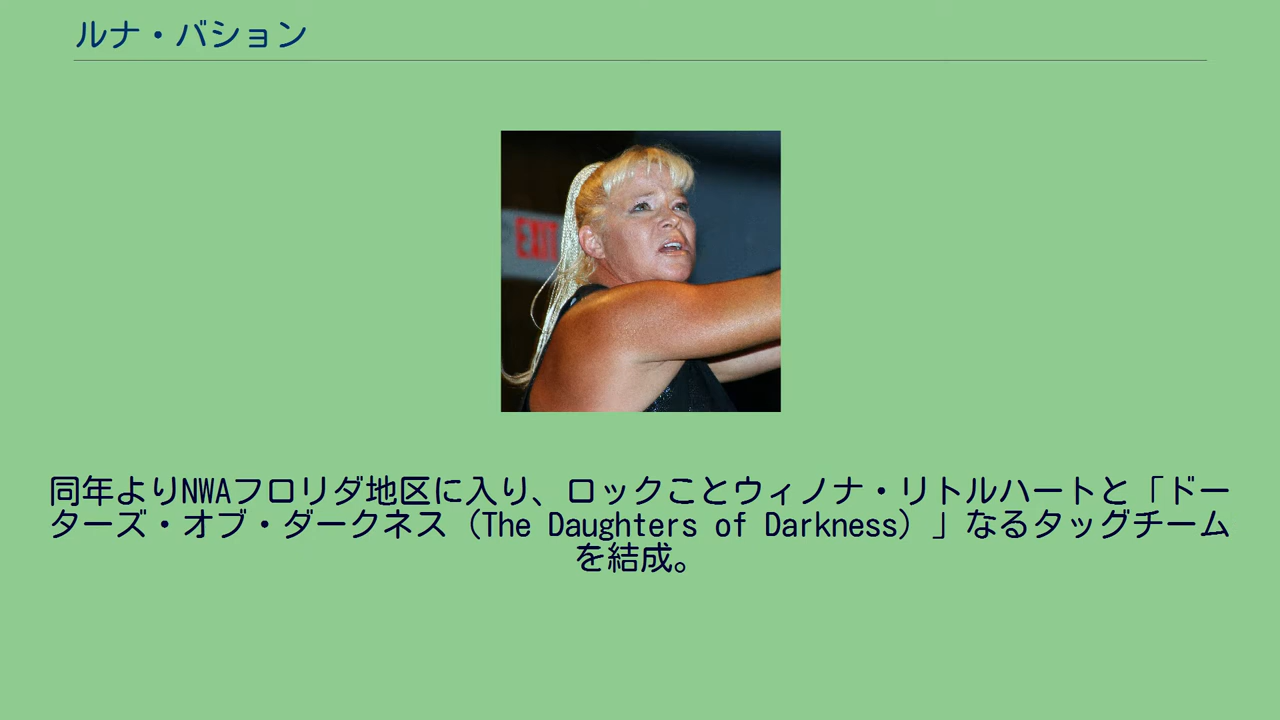 ルナ・バション
EXIT
同年よりNWAフロリダ地区に入り、ロックことウィノナ・リトルハートと「ドー
ターズ・オブ・ダークネス（The Daughters of Darkness）」なるタッグチーム
を結成。